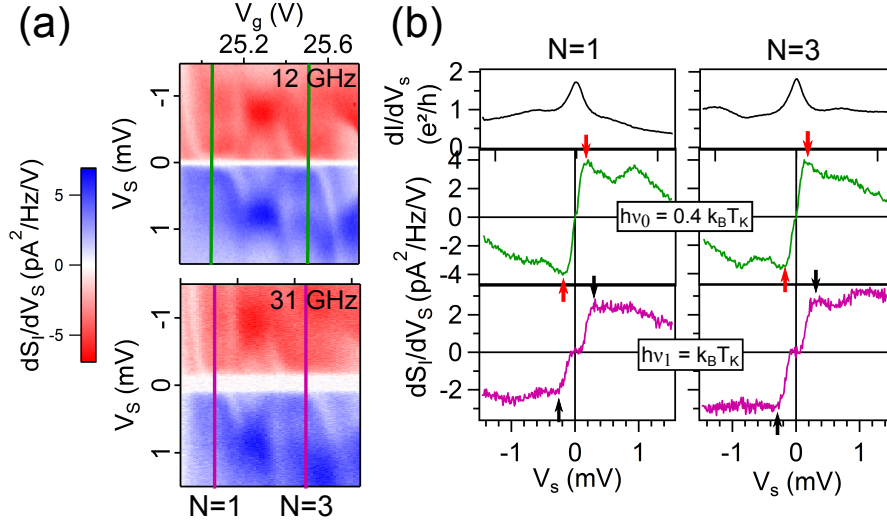 (a)
V_g (V)
25.2 25.6
12 GHz
-1
0
1
V_S (mV)
5
0
-5
dS_I/dV_S (pA²/Hz/V)
31 GHz
-1
0
1
V_S (mV)
N=1 N=3
(b)
N=1 N=3
2
1
0
dI/dV_s
(e²/h)
4
2
0
-2
-4
hν₀ = 0.4 k_BT_K
2
0
-2
hν₁ = k_BT_K
dS_I/dV_S (pA²/Hz/V)
-1 0 1
-1 0 1
V_s (mV) V_s (mV)